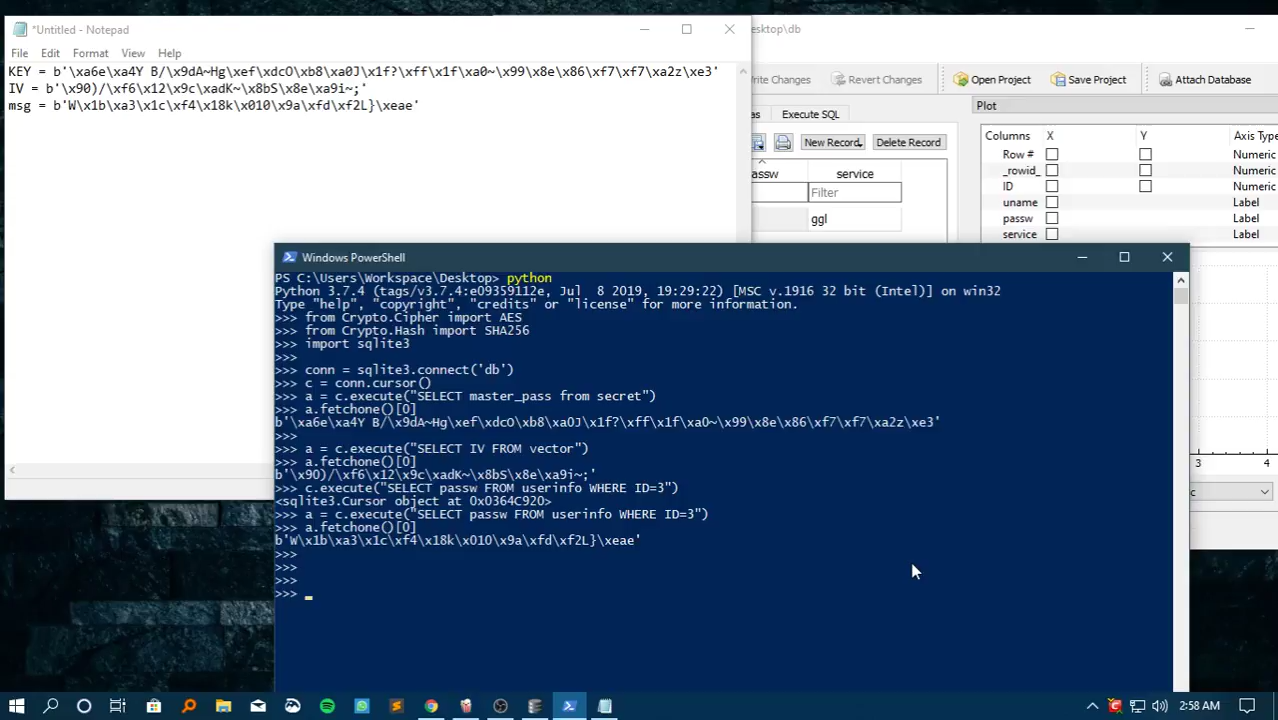 *Untitled - Notepad
File Edit Format View Help
KEY = b'\xa6e\xa4Y B/\x9dA~Hg\xef\xdcO\xb8\xa0J\x1f?\xff\x1f\xa0~\x99\x8e\x86\xf7\xf7\xa2z\xe3'
IV = b'\x90)/\xf6\x12\x9c\xadK~\x8bS\x8e\xa9i~;'
msg = b'W\x1b\xa3\x1c\xf4\x18k\x010\x9a\xfd\xf2L}\xeae'
esktop\db
rite Changes Revert Changes Open Project Save Project Attach Database
as Execute SQL
New Record Delete Record
assw service
Filter
ggl
Plot
Columns X Y Axis Type
Row # Numeric
_rowid_ Numeric
ID Numeric
uname Label
passw Label
service Label
3 4
c
Windows PowerShell
PS C:\Users\Workspace\Desktop> python
Python 3.7.4 (tags/v3.7.4:e09359112e, Jul 8 2019, 19:29:22) [MSC v.1916 32 bit (Intel)] on win32
Type "help", "copyright", "credits" or "license" for more information.
>>> from Crypto.Cipher import AES
>>> from Crypto.Hash import SHA256
>>> import sqlite3
>>>
>>> conn = sqlite3.connect('db')
>>> c = conn.cursor()
>>> a = c.execute("SELECT master_pass from secret")
>>> a.fetchone()[0]
b'\xa6e\xa4Y B/\x9dA~Hg\xef\xdcO\xb8\xa0J\x1f?\xff\x1f\xa0~\x99\x8e\x86\xf7\xf7\xa2z\xe3'
>>>
>>> a = c.execute("SELECT IV FROM vector")
>>> a.fetchone()[0]
b'\x90)/\xf6\x12\x9c\xadK~\x8bS\x8e\xa9i~;'
>>> c.execute("SELECT passw FROM userinfo WHERE ID=3")
<sqlite3.Cursor object at 0x0364C920>
>>> a = c.execute("SELECT passw FROM userinfo WHERE ID=3")
>>> a.fetchone()[0]
b'W\x1b\xa3\x1c\xf4\x18k\x010\x9a\xfd\xf2L}\xeae'
>>>
>>>
>>>
>>> _
2:58 AM